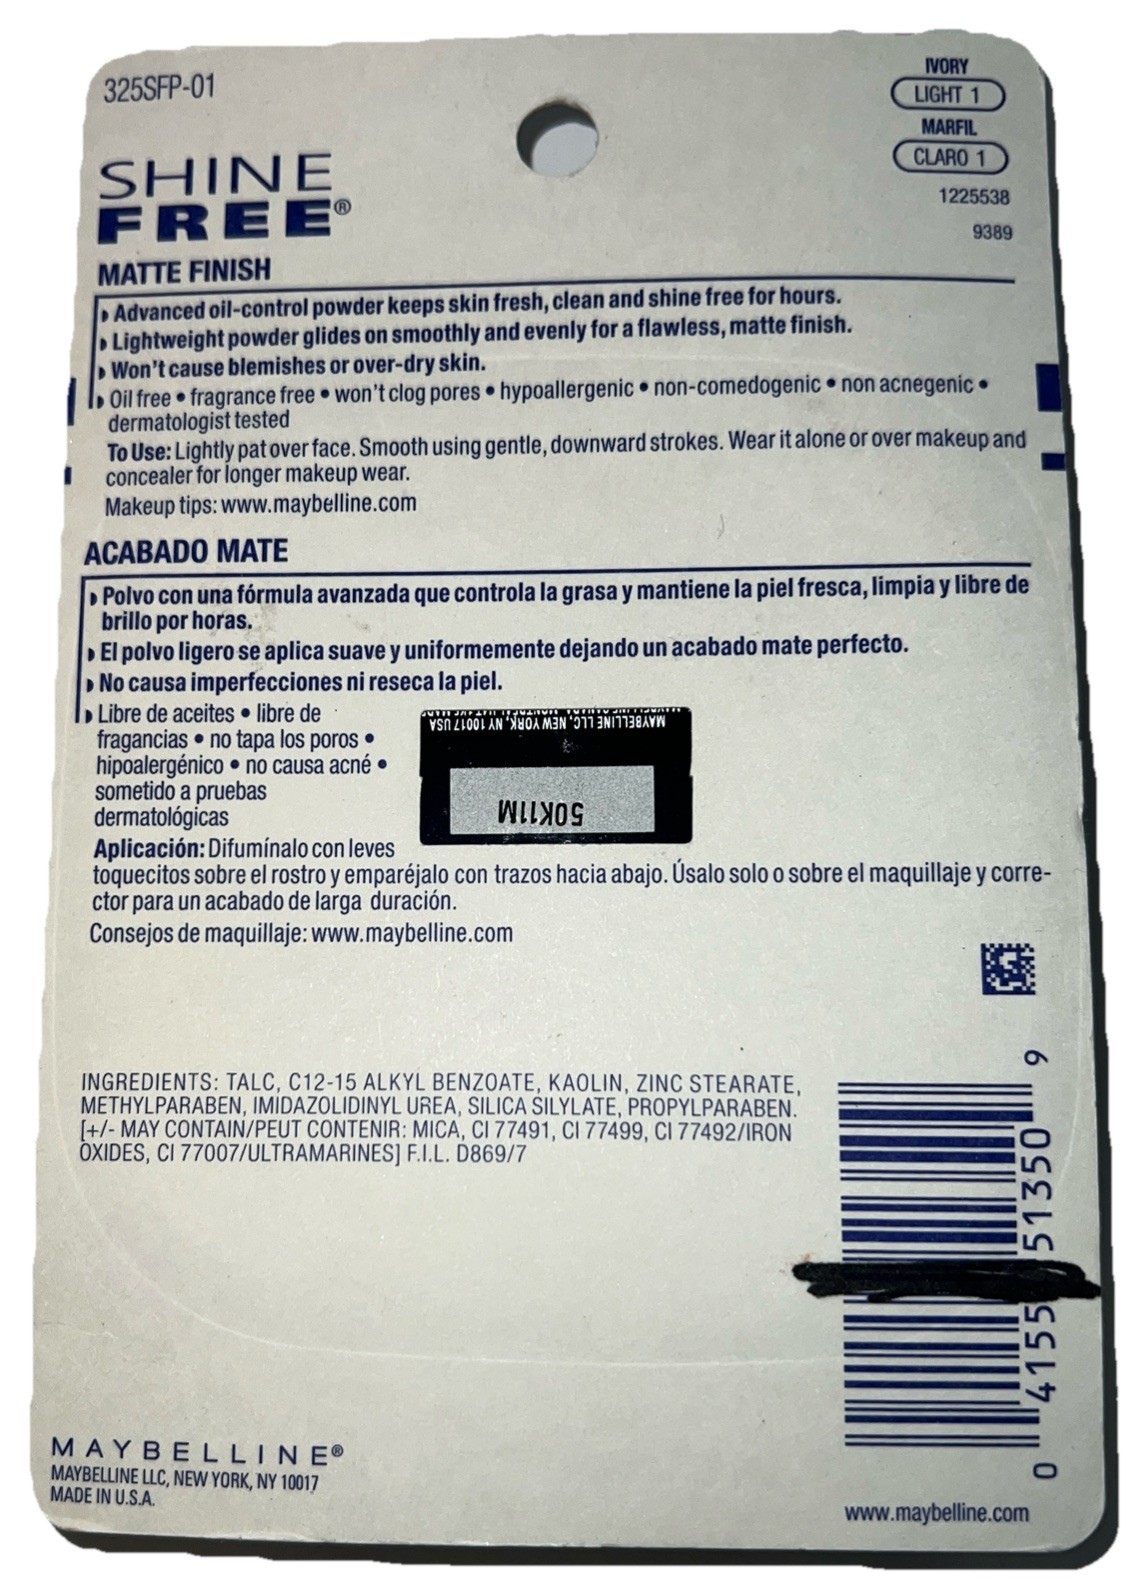 325SFP-01
IVORY
LIGHT 1
MARFIL
CLARO 1
1225538
9389
SHINE
FREE®
MATTE FINISH
Advanced oil-control powder keeps skin fresh, clean and shine free for hours.
Lightweight powder glides on smoothly and evenly for a flawless, matte finish.
Won't cause blemishes or over-dry skin.
Oil free • fragrance free • won't clog pores • hypoallergenic • non-comedogenic • non acnegenic •
dermatologist tested
To Use: Lightly pat over face. Smooth using gentle, downward strokes. Wear it alone or over makeup and
concealer for longer makeup wear.
Makeup tips: www.maybelline.com
ACABADO MATE
Polvo con una fórmula avanzada que controla la grasa y mantiene la piel fresca, limpia y libre de
brillo por horas.
El polvo ligero se aplica suave y uniformemente dejando un acabado mate perfecto.
No causa imperfecciones ni reseca la piel.
Libre de aceites • libre de
fragancias • no tapa los poros •
hipoalergénico • no causa acné •
sometido a pruebas
dermatológicas
MAYBELLINE LLC, NEW YORK, NY 10017 USA
50K11M
Aplicación: Difumínalo con leves
toquecitos sobre el rostro y emparéjalo con trazos hacia abajo. Úsalo solo o sobre el maquillaje y corre-
ctor para un acabado de larga duración.
Consejos de maquillaje: www.maybelline.com
INGREDIENTS: TALC, C12-15 ALKYL BENZOATE, KAOLIN, ZINC STEARATE,
METHYLPARABEN, IMIDAZOLIDINYL UREA, SILICA SILYLATE, PROPYLPARABEN.
[+/- MAY CONTAIN/PEUT CONTENIR: MICA, CI 77491, CI 77499, CI 77492/IRON
OXIDES, CI 77007/ULTRAMARINES] F.I.L. D869/7
0 4155 51350 9
MAYBELLINE®
MAYBELLINE LLC, NEW YORK, NY 10017
MADE IN U.S.A.
www.maybelline.com